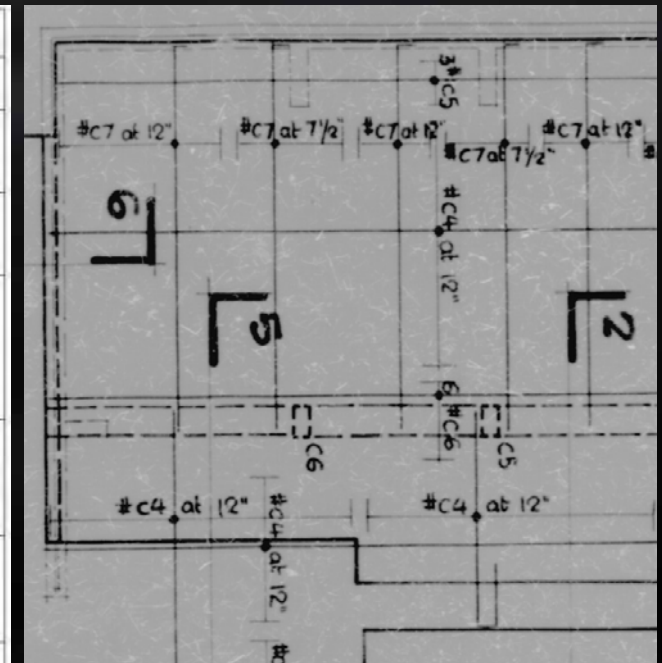 3#C5
#C7 at 12"
#C7 at 7½"
#C7 at 12"
#C7 at 7½"
#C7 at 12"
6
#C4 at 12"
5
2
6#C6
C6
C5
#C4 at 12"
#C4 at 12"
#C4 at 12"